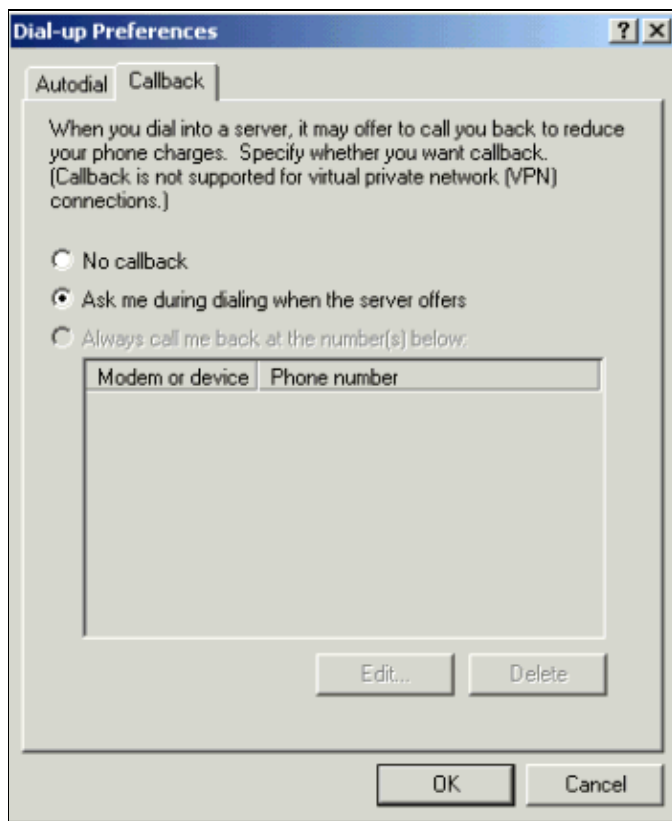 Dial-up Preferences
Autodial Callback
When you dial into a server, it may offer to call you back to reduce
your phone charges. Specify whether you want callback.
(Callback is not supported for virtual private network (VPN)
connections.)
No callback
Ask me during dialing when the server offers
Always call me back at the number(s) below:
Modem or device Phone number
Edit... Delete
OK Cancel